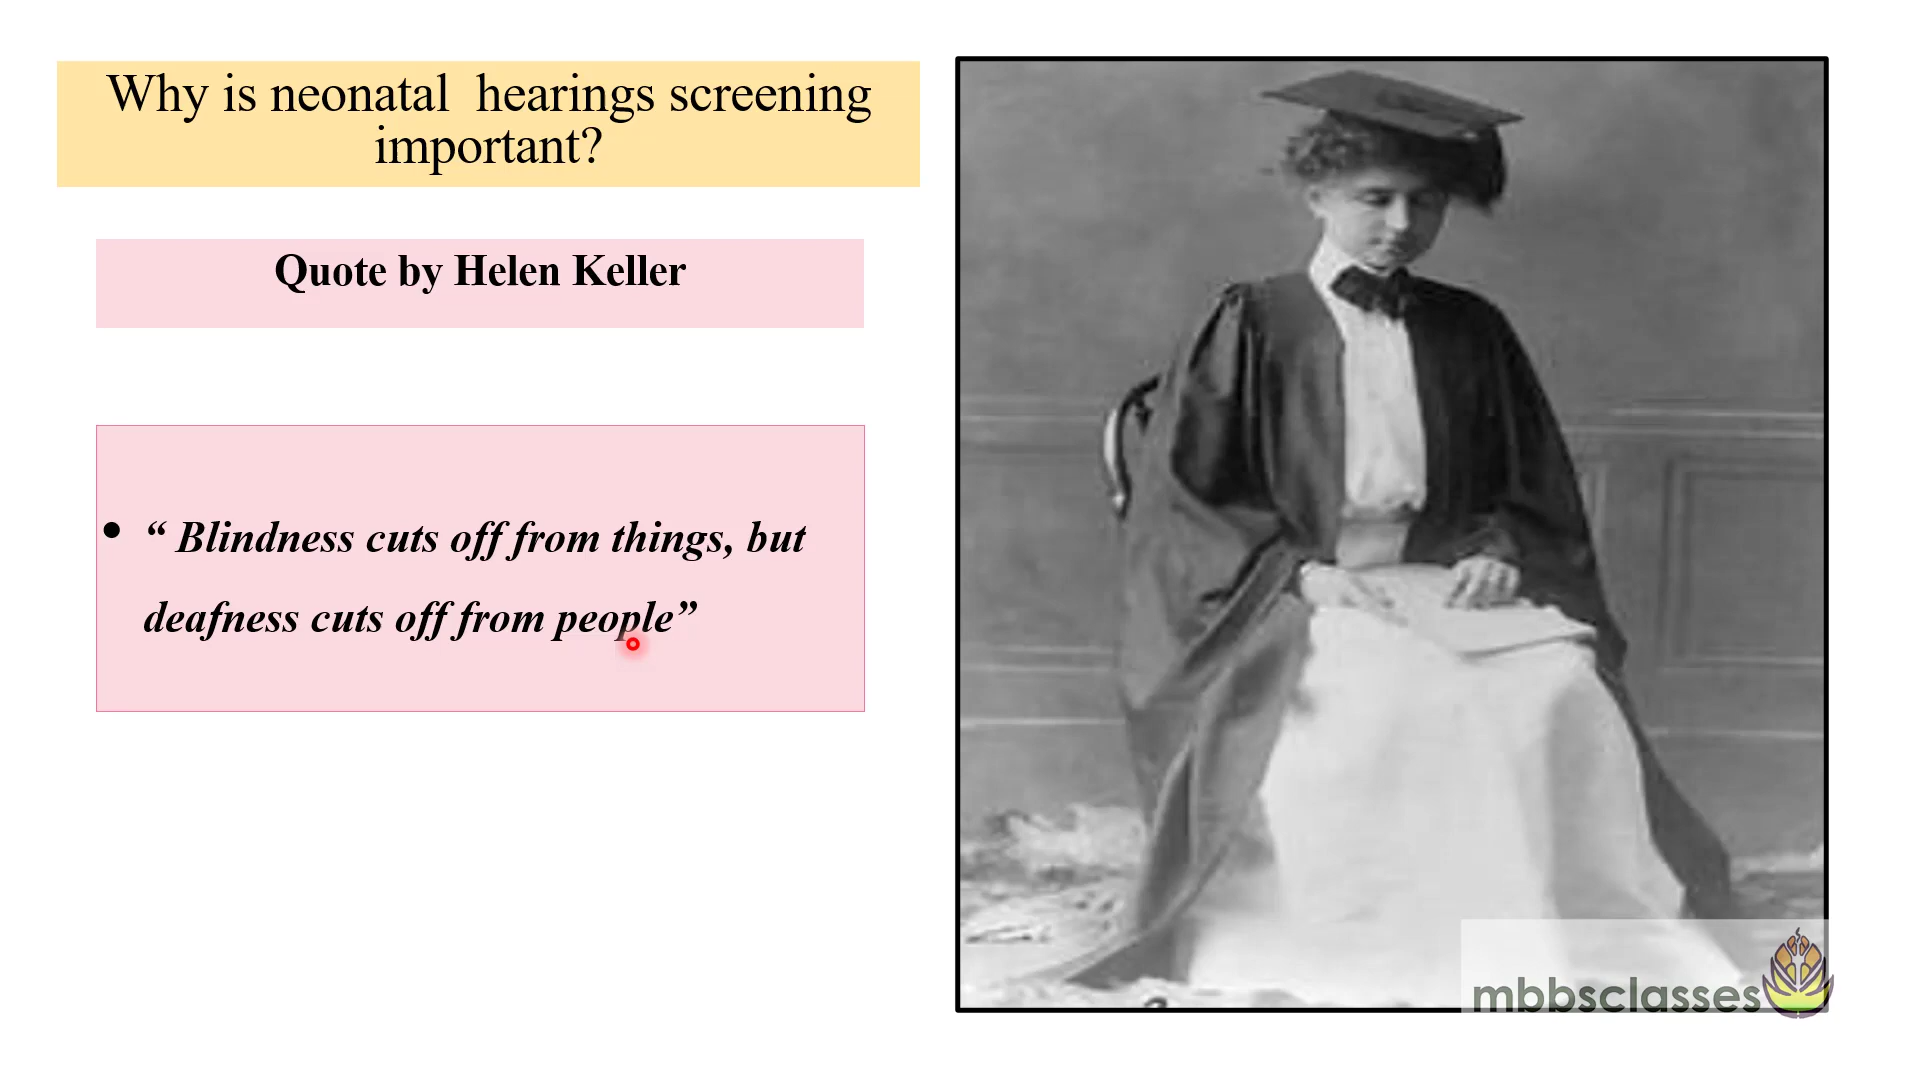 Why is neonatal  hearings screening
important?
Quote by Helen Keller
• “ Blindness cuts off from things, but
deafness cuts off from people”
mbbsclasses